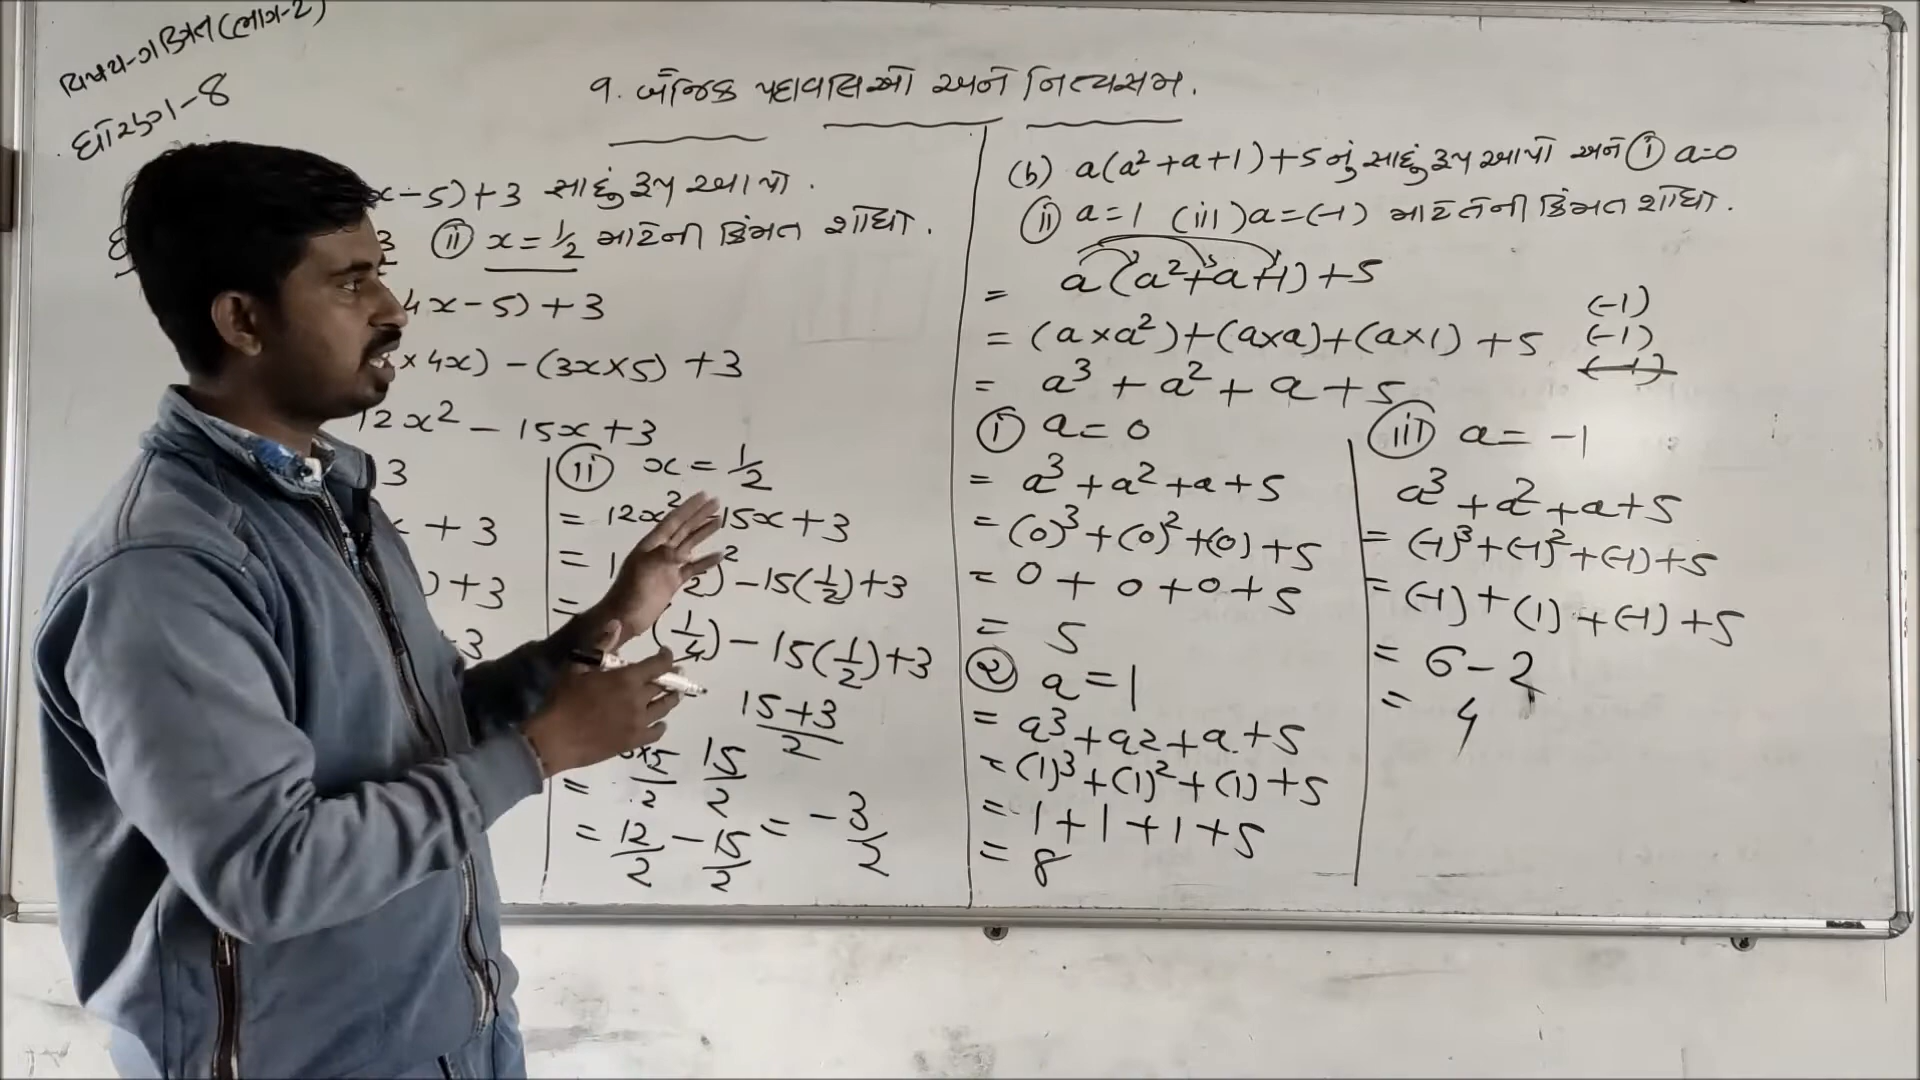 વિષય-ગણિત(ભાગ-2)
ધોરણ-8
9. બૈજિક પદાવલિઓ અને નિત્યસમ.
x-5)+3 સાદું રૂપ આપો.
3 (ii) x=1/2 માટેની કિંમત શોધો.
4x-5)+3
×4x)-(3x×5)+3
12x²-15x+3
3
+3
)+3
3
(ii) x=1/2
=12x²-15x+3
)²-15(1/2)+3
(1/4)-15(1/2)+3
15+3/2
= 15/2
=12/2-15/2=-3/2
(b) a(a²+a+1)+5નું સાદું રૂપ આપો અને (i) a=0
(ii) a=1 (iii) a=(-1) માટે તેની કિંમત શોધો.
= a(a²+a+1)+5
=(a×a²)+(a×a)+(a×1)+5
= a³+a²+a+5
(-1)
(-1)
(-1)
(i) a=0
= a³+a²+a+5
=(0)³+(0)²+(0)+5
=0+0+0+5
= 5
(૨) a=1
= a³+a2+a+5
=(1)³+(1)²+(1)+5
=1+1+1+5
= 8
(iii) a=-1
a³+a²+a+5
=(-1)³+(-1)²+(-1)+5
=(-1)+(1)+(-1)+5
= 6-2
= 4